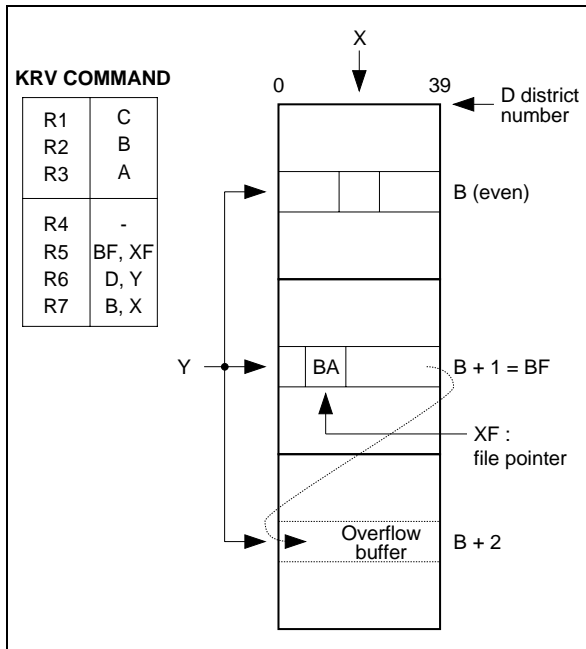 X
KRV COMMAND
0 39
D district
number
R1 C
R2 B
R3 A
R4 -
R5 BF, XF
R6 D, Y
R7 B, X
B (even)
Y
BA
B + 1 = BF
XF :
file pointer
Overflow
buffer
B + 2